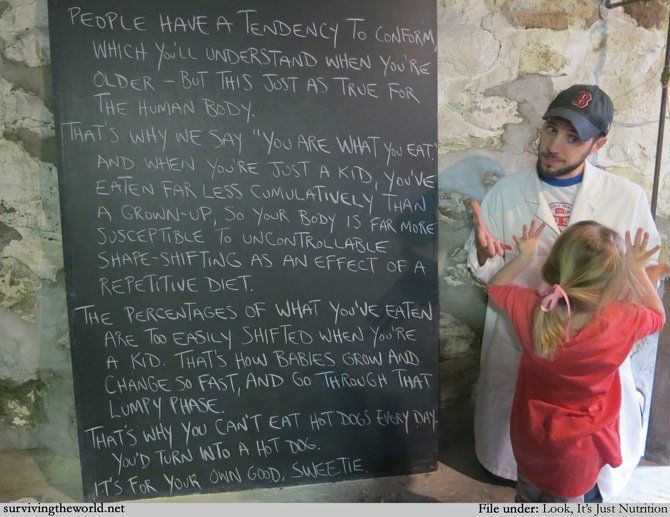 PEOPLE HAVE A TENDENCY TO CONFORM,
WHICH YOU'LL UNDERSTAND WHEN YOU'RE
OLDER – BUT THIS JUST AS TRUE FOR
THE HUMAN BODY.
THAT'S WHY WE SAY "YOU ARE WHAT YOU EAT."
AND WHEN YOU'RE JUST A KID, YOU'VE
EATEN FAR LESS CUMULATIVELY THAN
A GROWN-UP, SO YOUR BODY IS FAR MORE
SUSCEPTIBLE TO UNCONTROLLABLE
SHAPE-SHIFTING AS AN EFFECT OF A
REPETITIVE DIET.
THE PERCENTAGES OF WHAT YOU'VE EATEN
ARE TOO EASILY SHIFTED WHEN YOU'RE
A KID. THAT'S HOW BABIES GROW AND
CHANGE SO FAST, AND GO THROUGH THAT
LUMPY PHASE.
THAT'S WHY YOU CAN'T EAT HOT DOGS EVERY DAY.
YOU'D TURN INTO A HOT DOG.
IT'S FOR YOUR OWN GOOD, SWEETIE.
B
survivingtheworld.net
File under: Look, It's Just Nutrition